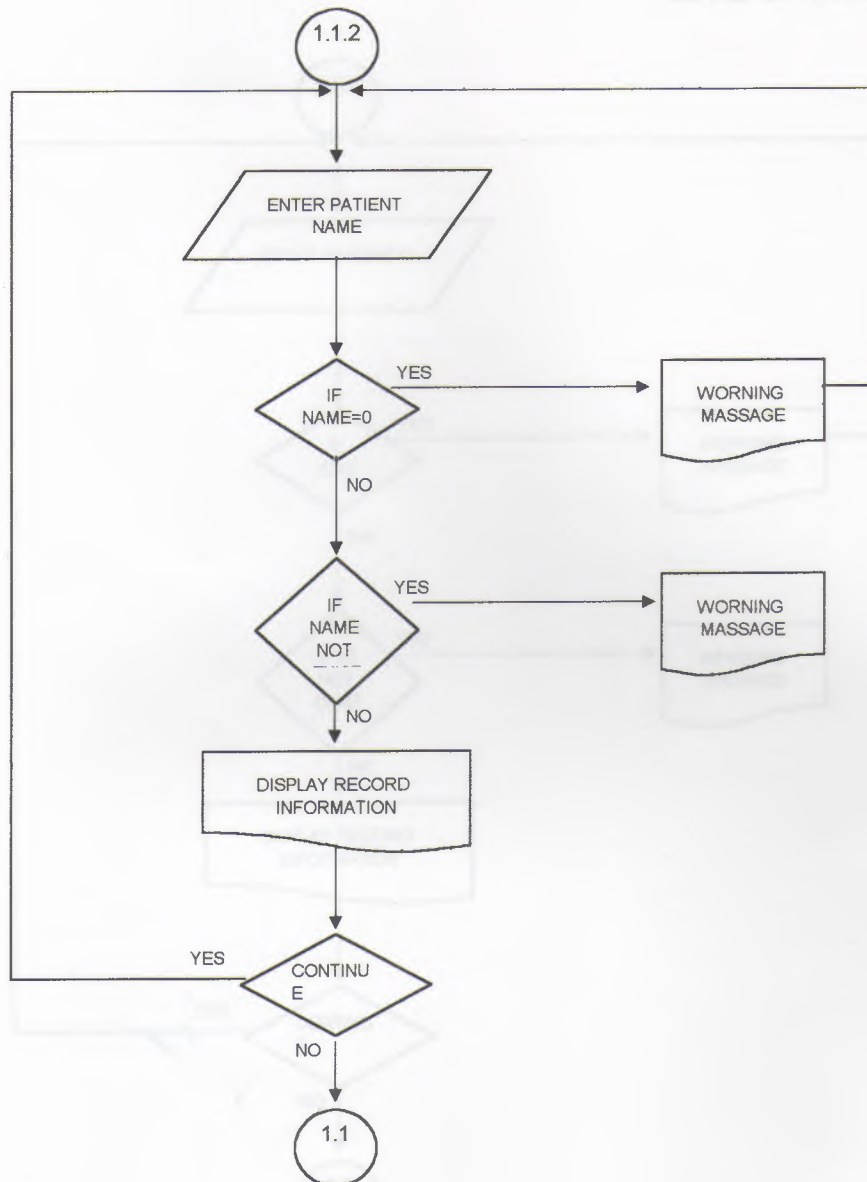 1.1.2
ENTER PATIENT
NAME
IF
NAME=0
YES
WORNING
MASSAGE
NO
IF
NAME
NOT
YES
WORNING
MASSAGE
NO
DISPLAY RECORD
INFORMATION
YES
CONTINU
E
NO
1.1